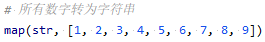 # 所有数字转为字符串
map(str, [1, 2, 3, 4, 5, 6, 7, 8, 9])